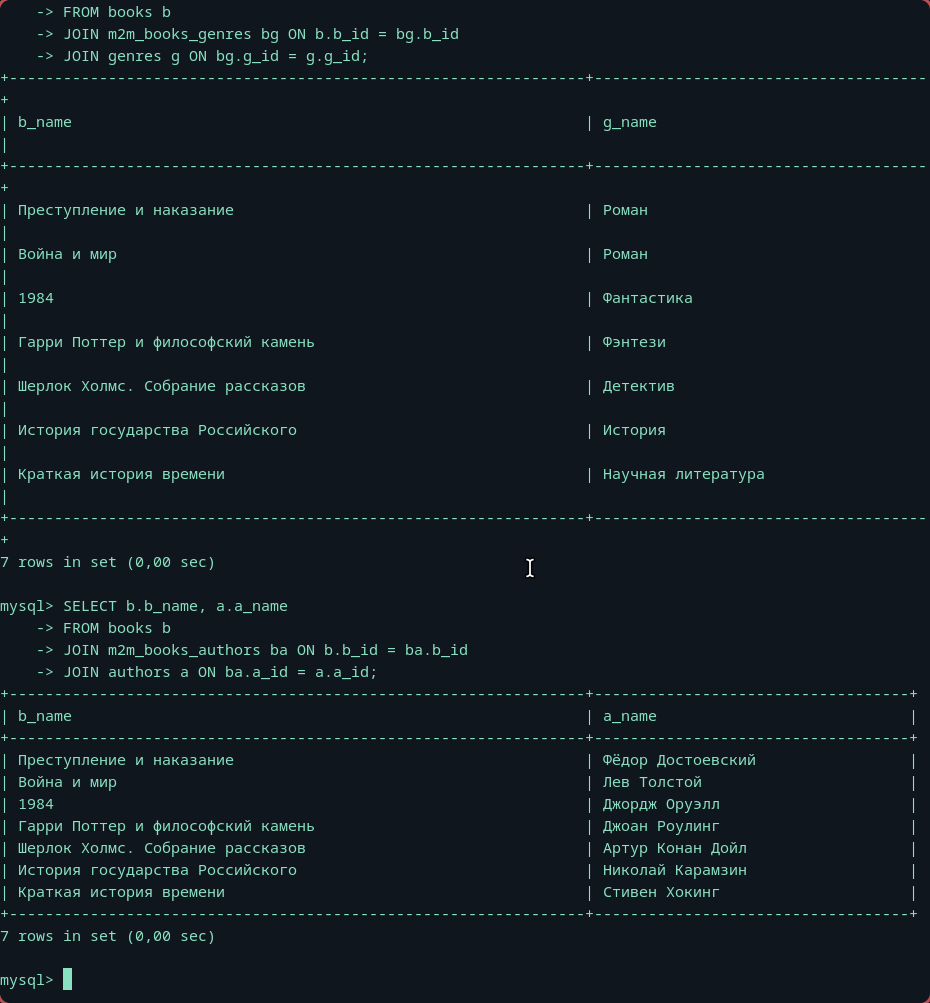 -> FROM books b
    -> JOIN m2m_books_genres bg ON b.b_id = bg.b_id
    -> JOIN genres g ON bg.g_id = g.g_id;
+----------------------------------------------------------------+-------------------------------------
+
| b_name                                                         | g_name
|
+----------------------------------------------------------------+-------------------------------------
+
| Преступление и наказание                                       | Роман
|
| Война и мир                                                    | Роман
|
| 1984                                                           | Фантастика
|
| Гарри Поттер и философский камень                              | Фэнтези
|
| Шерлок Холмс. Собрание рассказов                               | Детектив
|
| История государства Российского                                | История
|
| Краткая история времени                                        | Научная литература
|
+----------------------------------------------------------------+-------------------------------------
+
7 rows in set (0,00 sec)

mysql> SELECT b.b_name, a.a_name
    -> FROM books b
    -> JOIN m2m_books_authors ba ON b.b_id = ba.b_id
    -> JOIN authors a ON ba.a_id = a.a_id;
+----------------------------------------------------------------+-----------------------------------+
| b_name                                                         | a_name                            |
+----------------------------------------------------------------+-----------------------------------+
| Преступление и наказание                                       | Фёдор Достоевский                 |
| Война и мир                                                    | Лев Толстой                       |
| 1984                                                           | Джордж Оруэлл                     |
| Гарри Поттер и философский камень                              | Джоан Роулинг                     |
| Шерлок Холмс. Собрание рассказов                               | Артур Конан Дойл                  |
| История государства Российского                                | Николай Карамзин                  |
| Краткая история времени                                        | Стивен Хокинг                     |
+----------------------------------------------------------------+-----------------------------------+
7 rows in set (0,00 sec)

mysql>